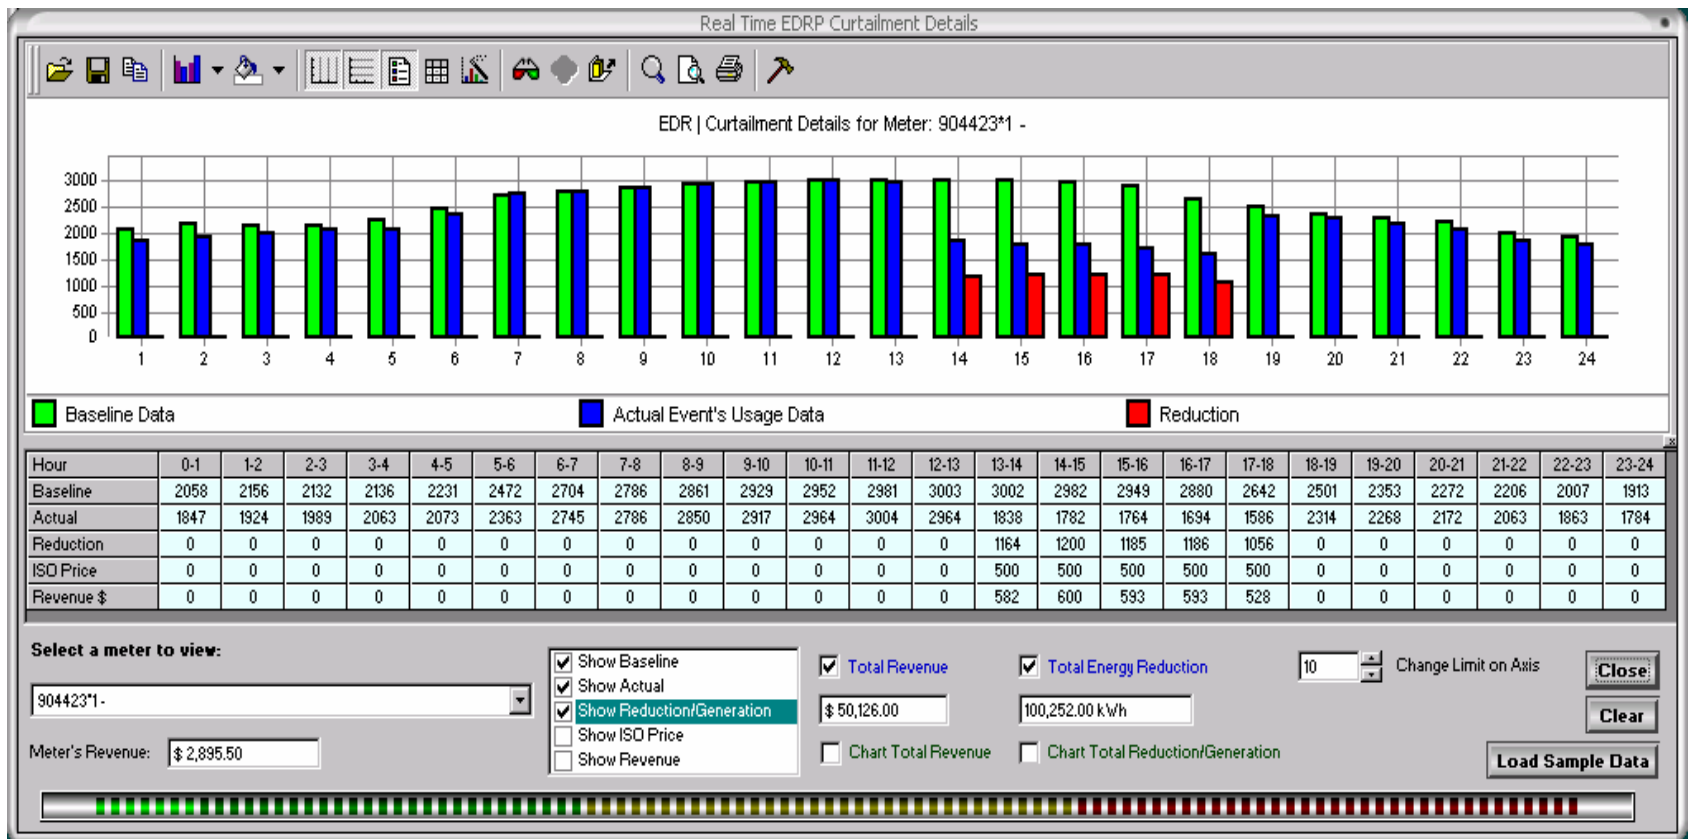 Real Time EDRP Curtailment Details
EDR | Curtailment Details for Meter: 904423*1 -
3000
2500
2000
1500
1000
500
0
1 2 3 4 5 6 7 8 9 10 11 12 13 14 15 16 17 18 19 20 21 22 23 24
Baseline Data Actual Event's Usage Data Reduction
Hour 0-1 1-2 2-3 3-4 4-5 5-6 6-7 7-8 8-9 9-10 10-11 11-12 12-13 13-14 14-15 15-16 16-17 17-18 18-19 19-20 20-21 21-22 22-23 23-24
Baseline 2058 2156 2132 2136 2231 2472 2704 2786 2861 2929 2952 2981 3003 3002 2982 2949 2880 2642 2501 2353 2272 2206 2007 1913
Actual 1847 1924 1989 2063 2073 2363 2745 2786 2850 2917 2964 3004 2964 1838 1782 1764 1694 1586 2314 2268 2172 2063 1863 1784
Reduction 0 0 0 0 0 0 0 0 0 0 0 0 0 1164 1200 1185 1186 1056 0 0 0 0 0 0
ISO Price 0 0 0 0 0 0 0 0 0 0 0 0 0 500 500 500 500 500 0 0 0 0 0 0
Revenue $ 0 0 0 0 0 0 0 0 0 0 0 0 0 582 600 593 593 528 0 0 0 0 0 0
Select a meter to view:
904423*1 -
Meter's Revenue: $ 2,895.50
Show Baseline
Show Actual
Show Reduction/Generation
Show ISO Price
Show Revenue
Total Revenue
$ 50,126.00
Chart Total Revenue
Total Energy Reduction
100,252.00 kWh
Chart Total Reduction/Generation
10 Change Limit on Axis
Close
Clear
Load Sample Data